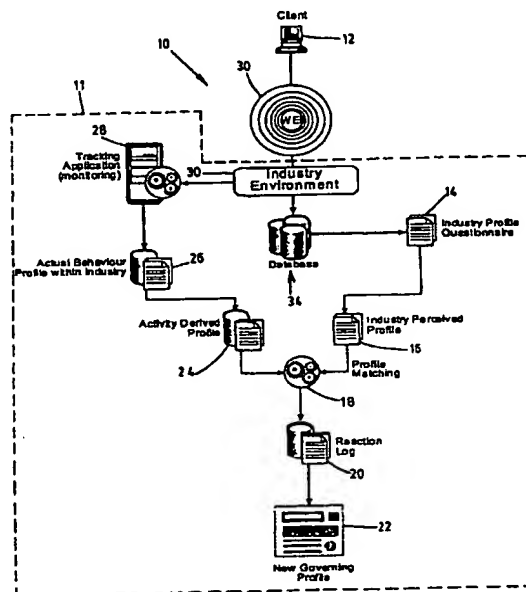 Client
12
10
30
WE
11
28
Tracking
Application
(monitoring)
30
Industry
Environment
14
Industry Profile
Questionnaire
Database
34
Actual Behaviour
Profile within Industry
26
Activity Derived
Profile
24
Industry Perceived
Profile
16
Profile
Matching
18
Reaction
Log
20
22
New Governing
Profile